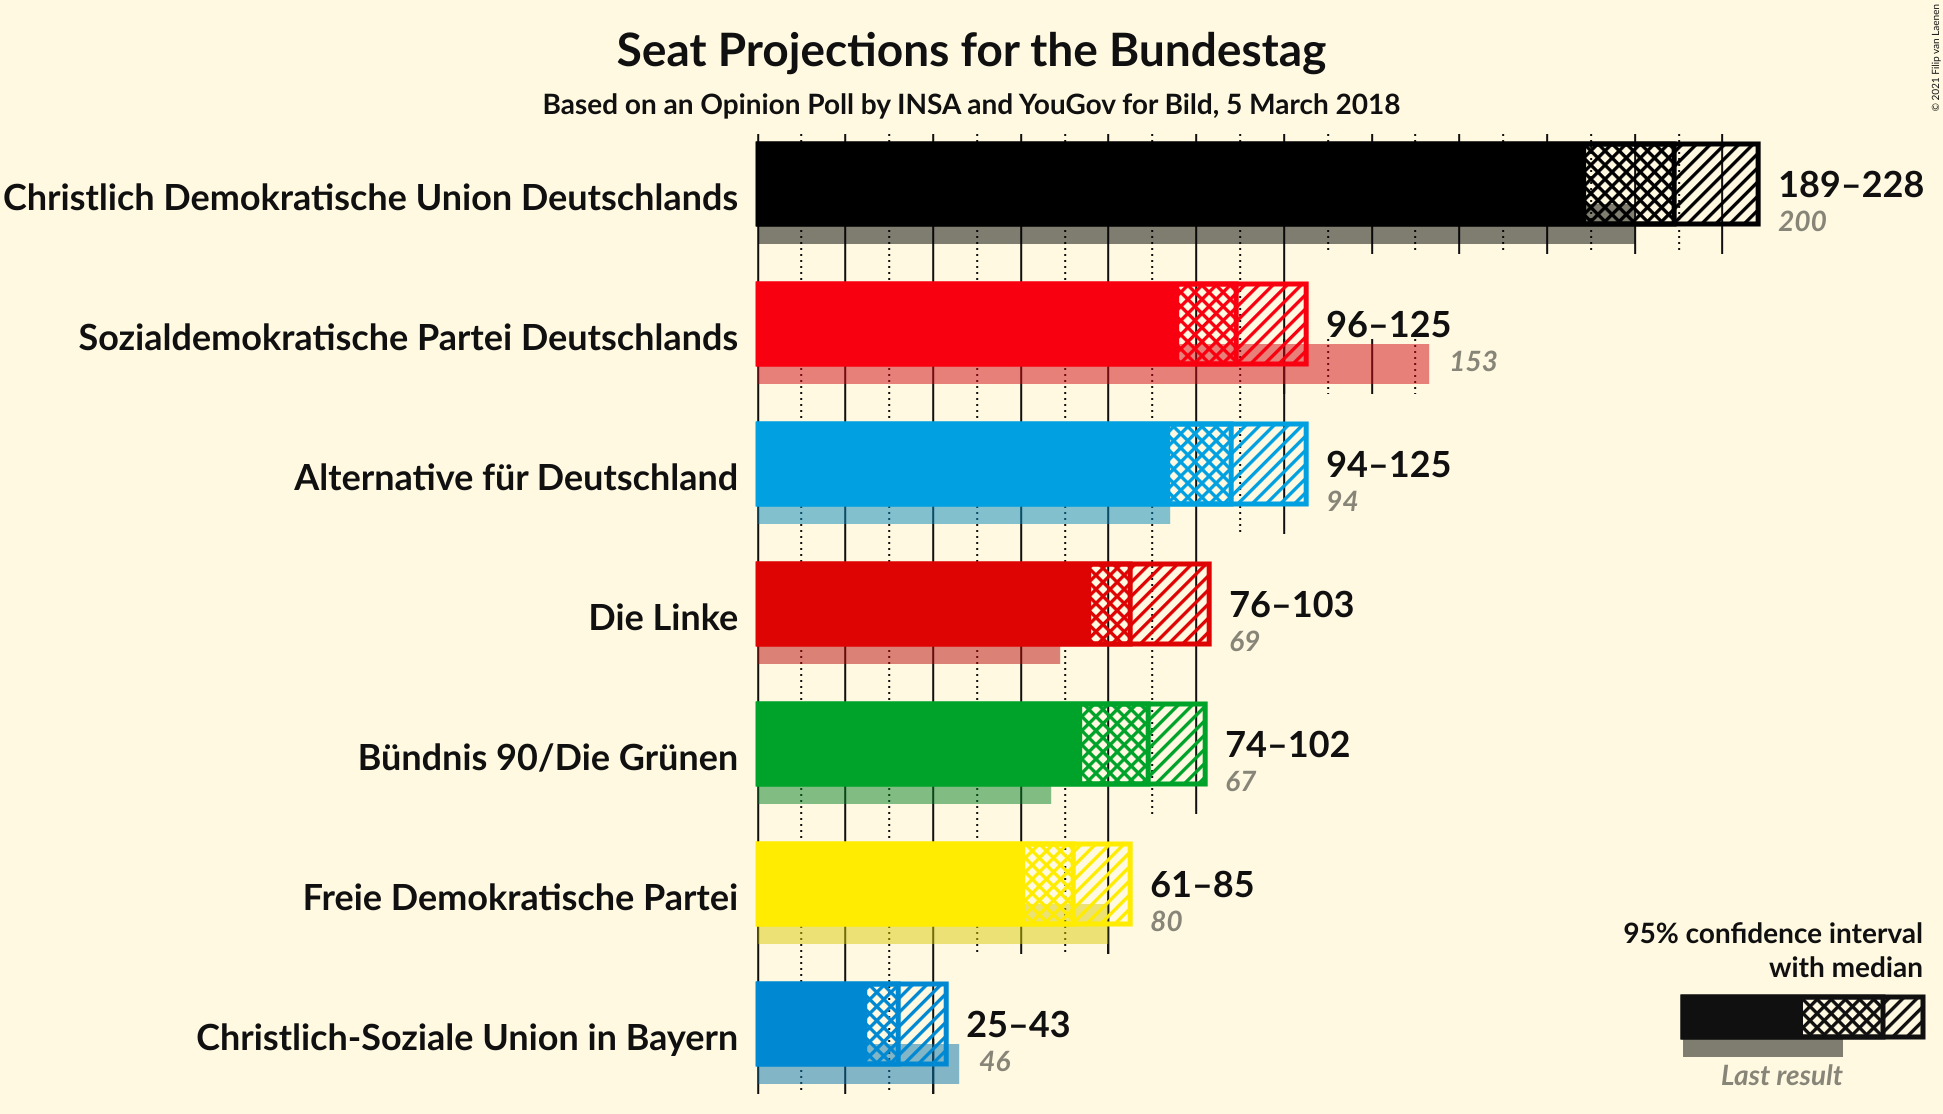 Seat Projections for the Bundestag
Based on an Opinion Poll by INSA and YouGov for Bild, 5 March 2018
© 2021 Filip van Laenen
Christlich Demokratische Union Deutschlands
189–228
200
Sozialdemokratische Partei Deutschlands
96–125
153
Alternative für Deutschland
94–125
94
Die Linke
76–103
69
Bündnis 90/Die Grünen
74–102
67
Freie Demokratische Partei
61–85
80
Christlich-Soziale Union in Bayern
25–43
46
95% confidence interval
with median
Last result